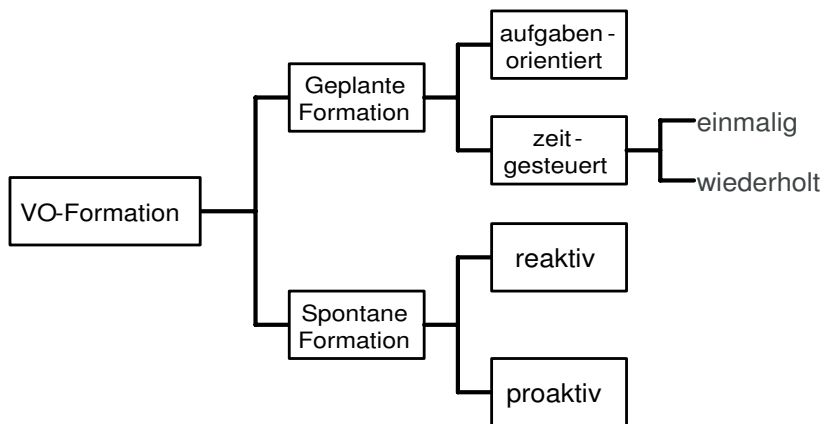 aufgaben-
orientiert
Geplante
Formation
zeit-
gesteuert
einmalig
wiederholt
VO-Formation
reaktiv
Spontane
Formation
proaktiv